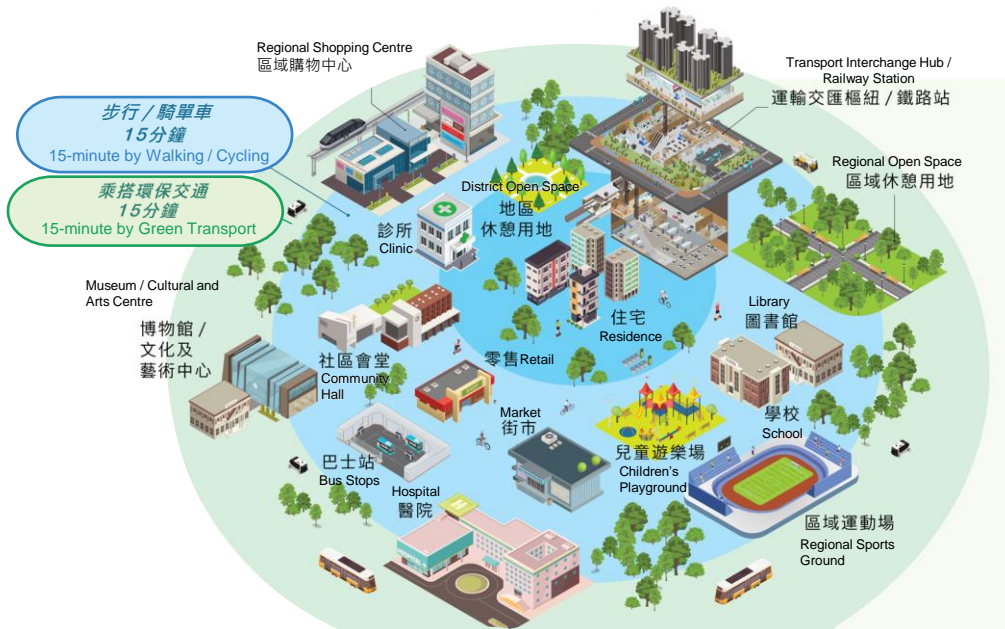 Regional Shopping Centre
區域購物中心
Transport Interchange Hub /
Railway Station
運輸交匯樞紐 / 鐵路站
步行 / 騎單車
15分鐘
15-minute by Walking / Cycling
乘搭環保交通
15分鐘
15-minute by Green Transport
Regional Open Space
區域休憩用地
District Open Space
地區
休憩用地
診所
Clinic
Museum / Cultural and
Arts Centre
博物館 /
文化及
藝術中心
住宅
Residence
Library
圖書館
社區會堂
Community
Hall
零售Retail
Market
街市
學校
School
兒童遊樂場
Children's
Playground
巴士站
Bus Stops
Hospital
醫院
區域運動場
Regional Sports
Ground
H